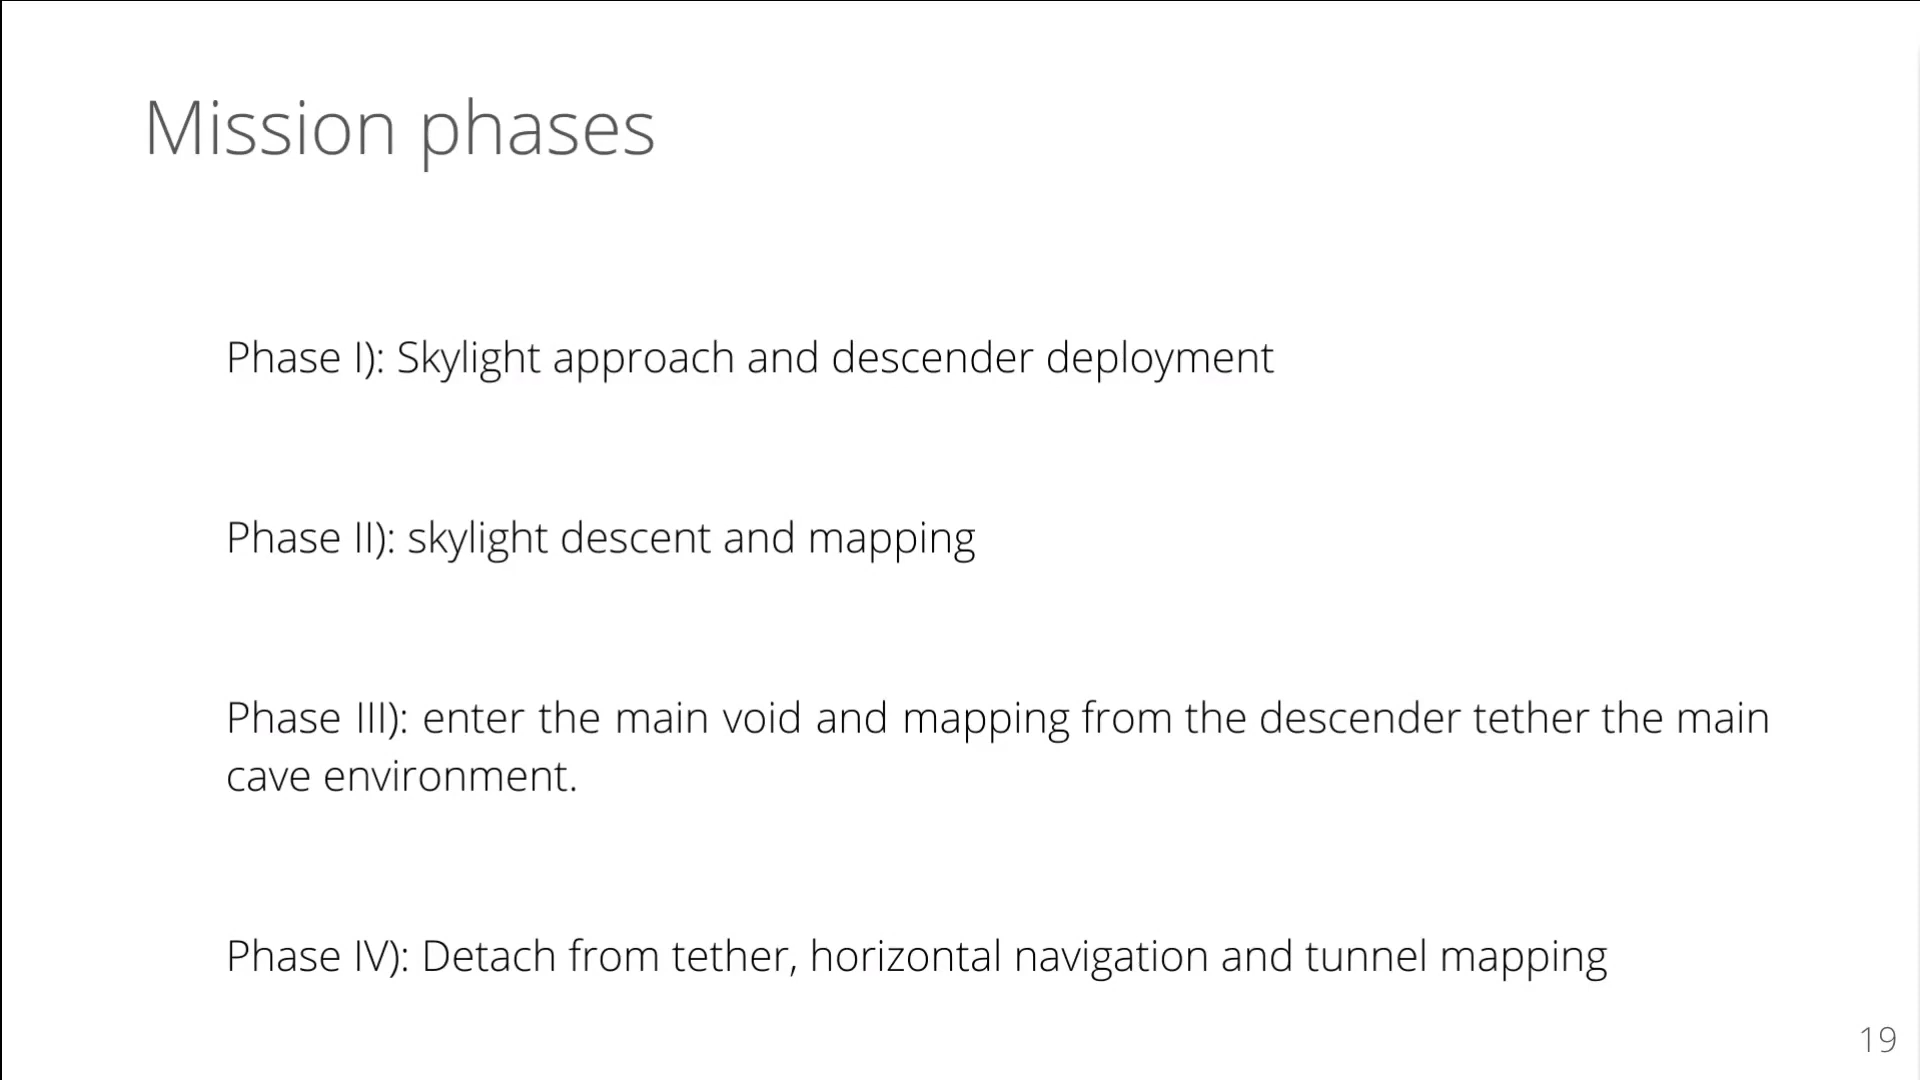 Mission phases
Phase I): Skylight approach and descender deployment
Phase II): skylight descent and mapping
Phase III): enter the main void and mapping from the descender tether the main
cave environment.
Phase IV): Detach from tether, horizontal navigation and tunnel mapping
19